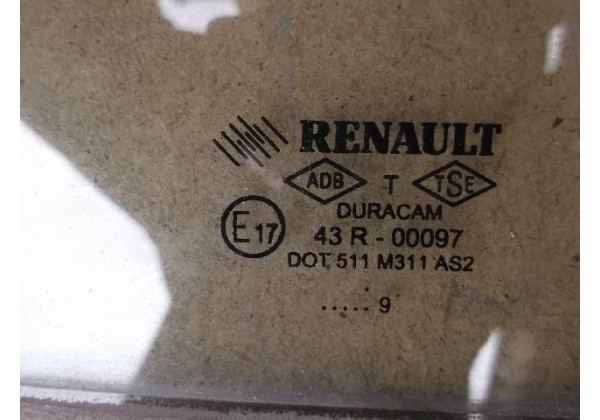 RENAULT
ADB T TSE
DURACAM
E17 43 R - 00097
DOT 511 M311 AS2
..... 9